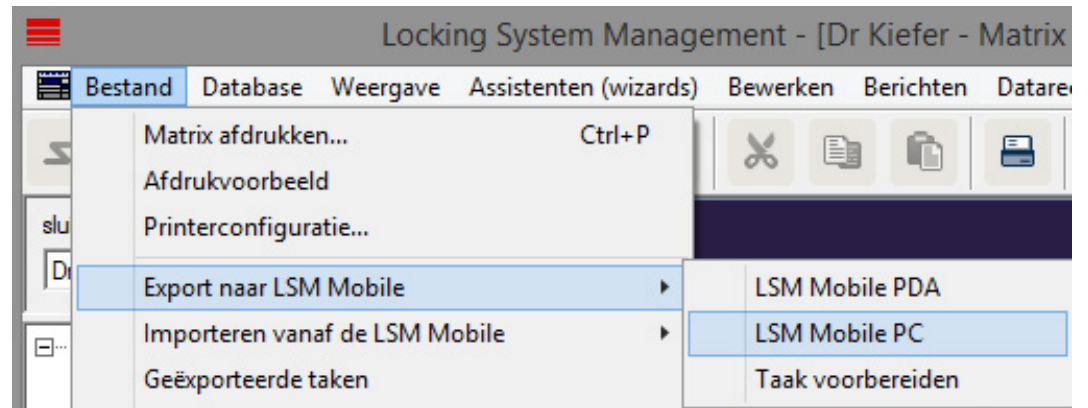 Locking System Management - [Dr Kiefer - Matrix
Bestand Database Weergave Assistenten (wizards) Bewerken Berichten
Matrix afdrukken... Ctrl+P
Afdrukvoorbeeld
Printerconfiguratie...
Export naar LSM Mobile
LSM Mobile PDA
Importeren vanaf de LSM Mobile
LSM Mobile PC
Geëxporteerde taken
Taak voorbereiden